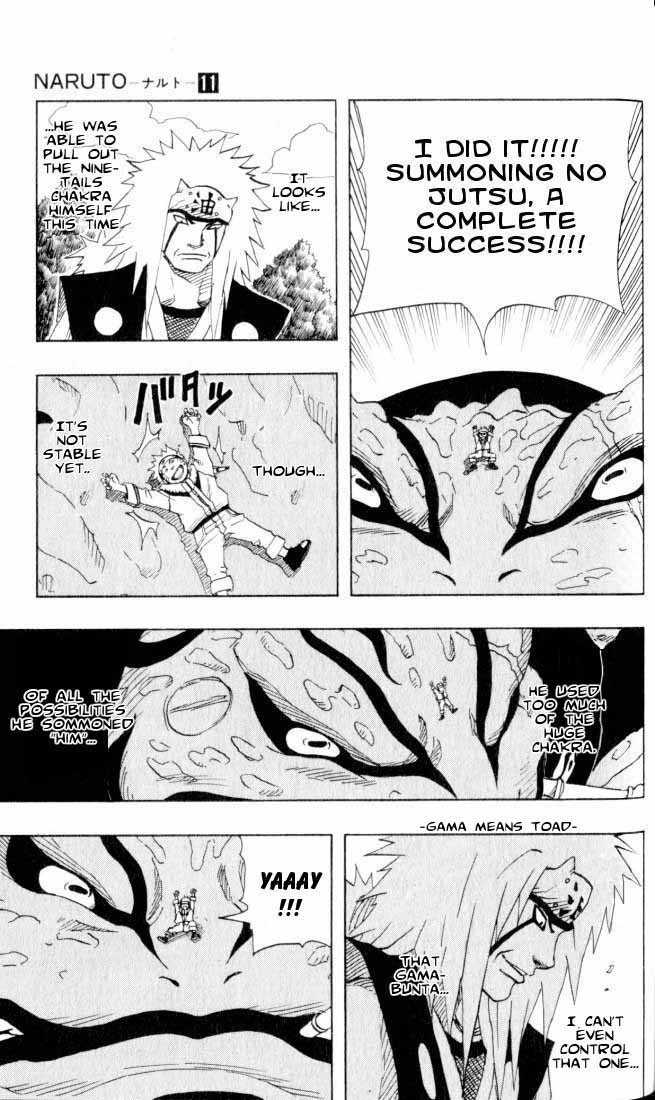 NARUTO -ナルト- 11
I DID IT!!!!!
SUMMONING NO
JUTSU, A
COMPLETE
SUCCESS!!!!
IT
LOOKS
LIKE...
...HE WAS
ABLE TO
PULL OUT
THE NINE-
TAILS
CHAKRA
HIMSELF
THIS TIME
バタッ
THOUGH...
IT'S
NOT
STABLE
YET..
HE USED
TOO MUCH
OF THE
HUGE
CHAKRA.
OF ALL THE
POSSIBILITIES
HE SOMMONED
"HIM"...
-GAMA MEANS TOAD-
I CAN'T
EVEN
CONTROL
THAT ONE...
THAT
GAMA-
BUNTA...
YAAAY
!!!